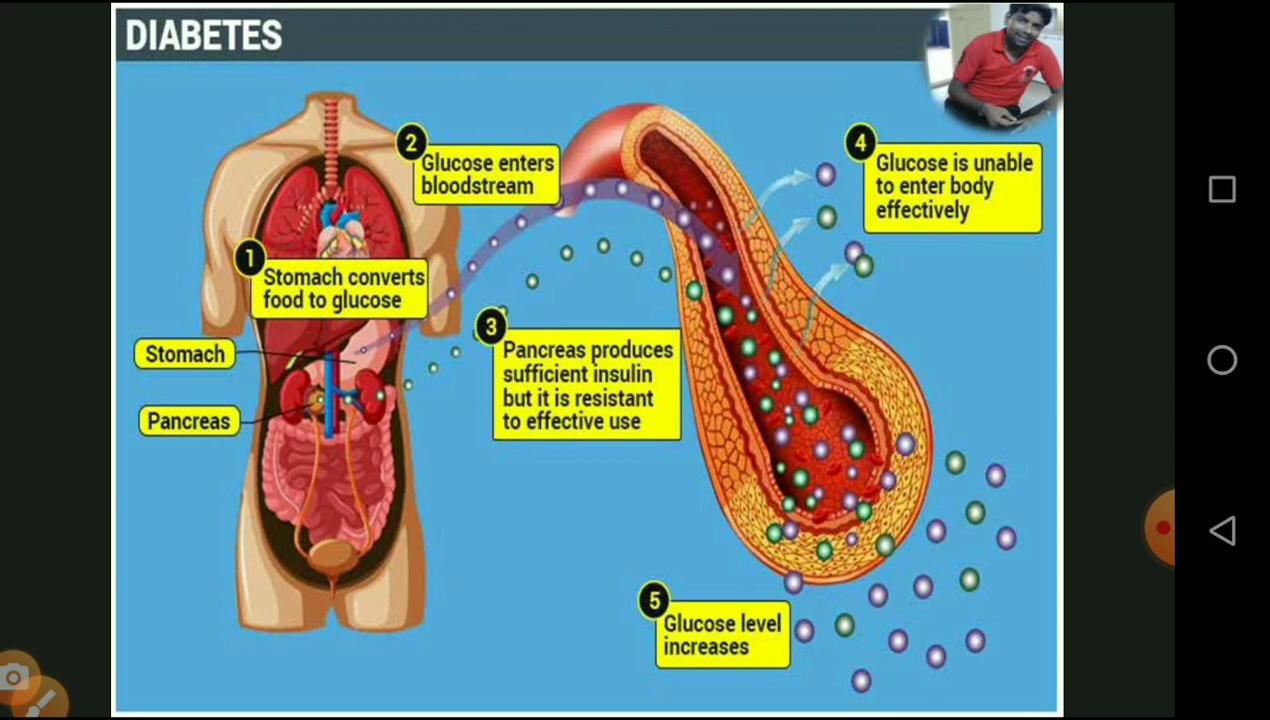 DIABETES
1
Stomach converts
food to glucose
2
Glucose enters
bloodstream
3
Pancreas produces
sufficient insulin
but it is resistant
to effective use
4
Glucose is unable
to enter body
effectively
5
Glucose level
increases
Stomach
Pancreas